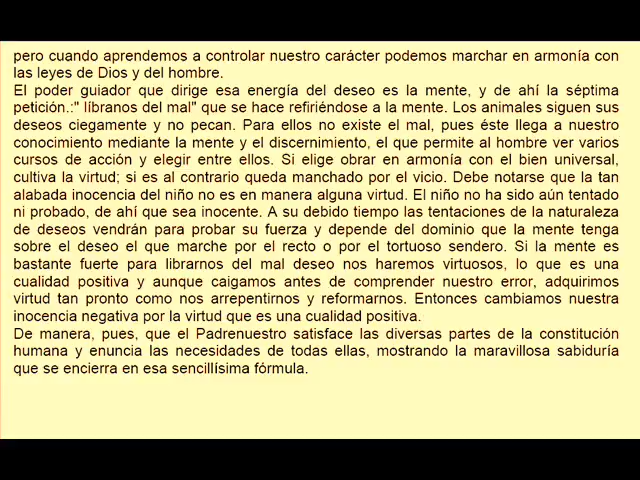 pero cuando aprendemos a controlar nuestro carácter podemos marchar en armonía con
las leyes de Dios y del hombre.
El poder guiador que dirige esa energía del deseo es la mente, y de ahí la séptima
petición.:" líbranos del mal" que se hace refiriéndose a la mente. Los animales siguen sus
deseos ciegamente y no pecan. Para ellos no existe el mal, pues éste llega a nuestro
conocimiento mediante la mente y el discernimiento, el que permite al hombre ver varios
cursos de acción y elegir entre ellos. Si elige obrar en armonía con el bien universal,
cultiva la virtud; si es al contrario queda manchado por el vicio. Debe notarse que la tan
alabada inocencia del niño no es en manera alguna virtud. El niño no ha sido aún tentado
ni probado, de ahí que sea inocente. A su debido tiempo las tentaciones de la naturaleza
de deseos vendrán para probar su fuerza y depende del dominio que la mente tenga
sobre el deseo el que marche por el recto o por el tortuoso sendero. Si la mente es
bastante fuerte para librarnos del mal deseo nos haremos virtuosos, lo que es una
cualidad positiva y aunque caigamos antes de comprender nuestro error, adquirimos
virtud tan pronto como nos arrepentirnos y reformarnos. Entonces cambiamos nuestra
inocencia negativa por la virtud que es una cualidad positiva.
De manera, pues, que el Padrenuestro satisface las diversas partes de la constitución
humana y enuncia las necesidades de todas ellas, mostrando la maravillosa sabiduría
que se encierra en esa sencillísima fórmula.